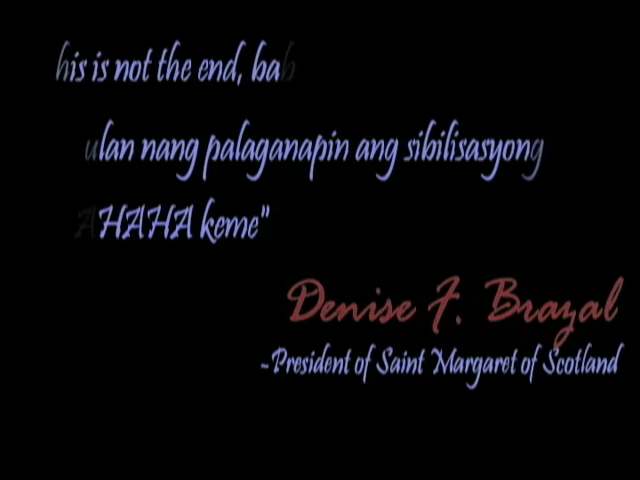 his is not the end, bab
ulan nang palaganapin ang sibilisasyong
AHAHA keme"
Denise F. Brazal
-President of Saint Margaret of Scotland